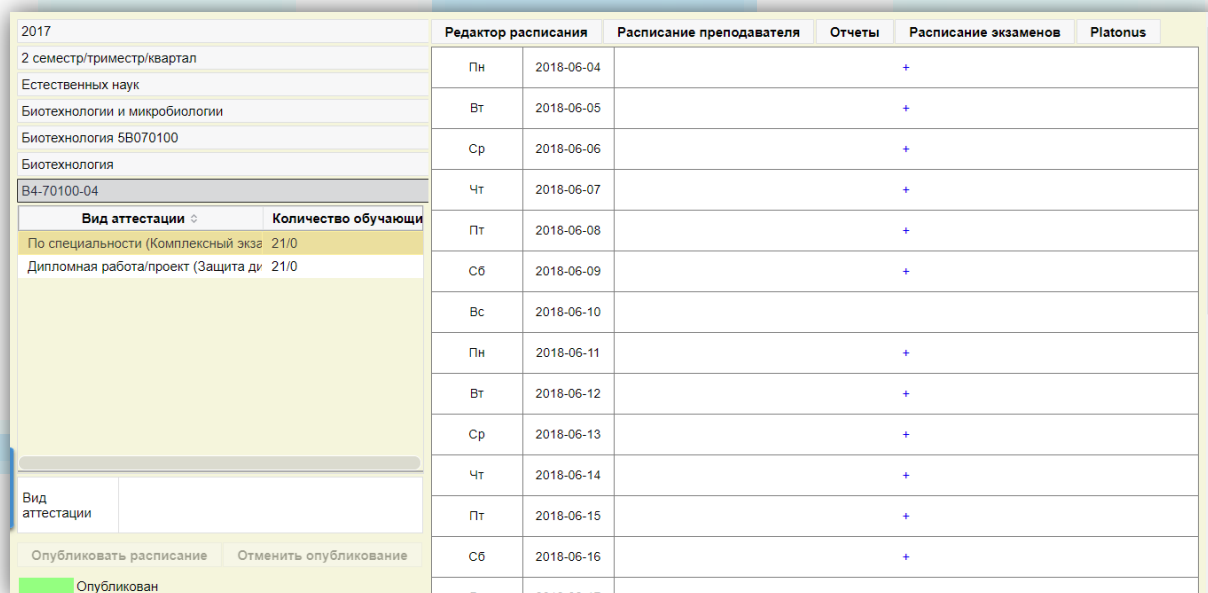 2017
2 семестр/триместр/квартал
Естественных наук
Биотехнологии и микробиологии
Биотехнология 5В070100
Биотехнология
В4-70100-04
Вид аттестации Количество обучающи
По специальности (Комплексный экза 21/0
Дипломная работа/проект (Защита ди 21/0
Вид
аттестации
Опубликовать расписание Отменить опубликование
Опубликован
Редактор расписания Расписание преподавателя Отчеты Расписание экзаменов Platonus
Пн 2018-06-04 +
Вт 2018-06-05 +
Ср 2018-06-06 +
Чт 2018-06-07 +
Пт 2018-06-08 +
Сб 2018-06-09 +
Вс 2018-06-10
Пн 2018-06-11 +
Вт 2018-06-12 +
Ср 2018-06-13 +
Чт 2018-06-14 +
Пт 2018-06-15 +
Сб 2018-06-16 +